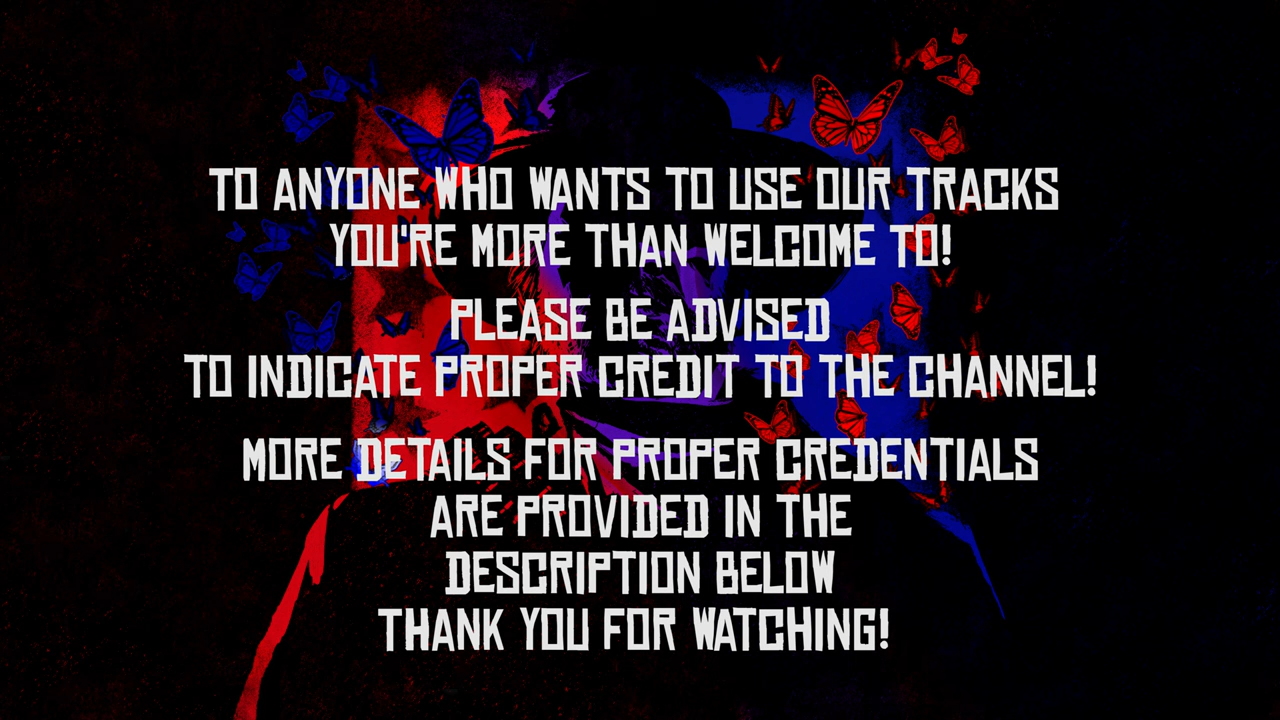 TO ANYONE WHO WANTS TO USE OUR TRACKS
YOU'RE MORE THAN WELCOME TO!
PLEASE BE ADVISED
TO INDICATE PROPER CREDIT TO THE CHANNEL!
MORE DETAILS FOR PROPER CREDENTIALS
ARE PROVIDED IN THE
DESCRIPTION BELOW
THANK YOU FOR WATCHING!